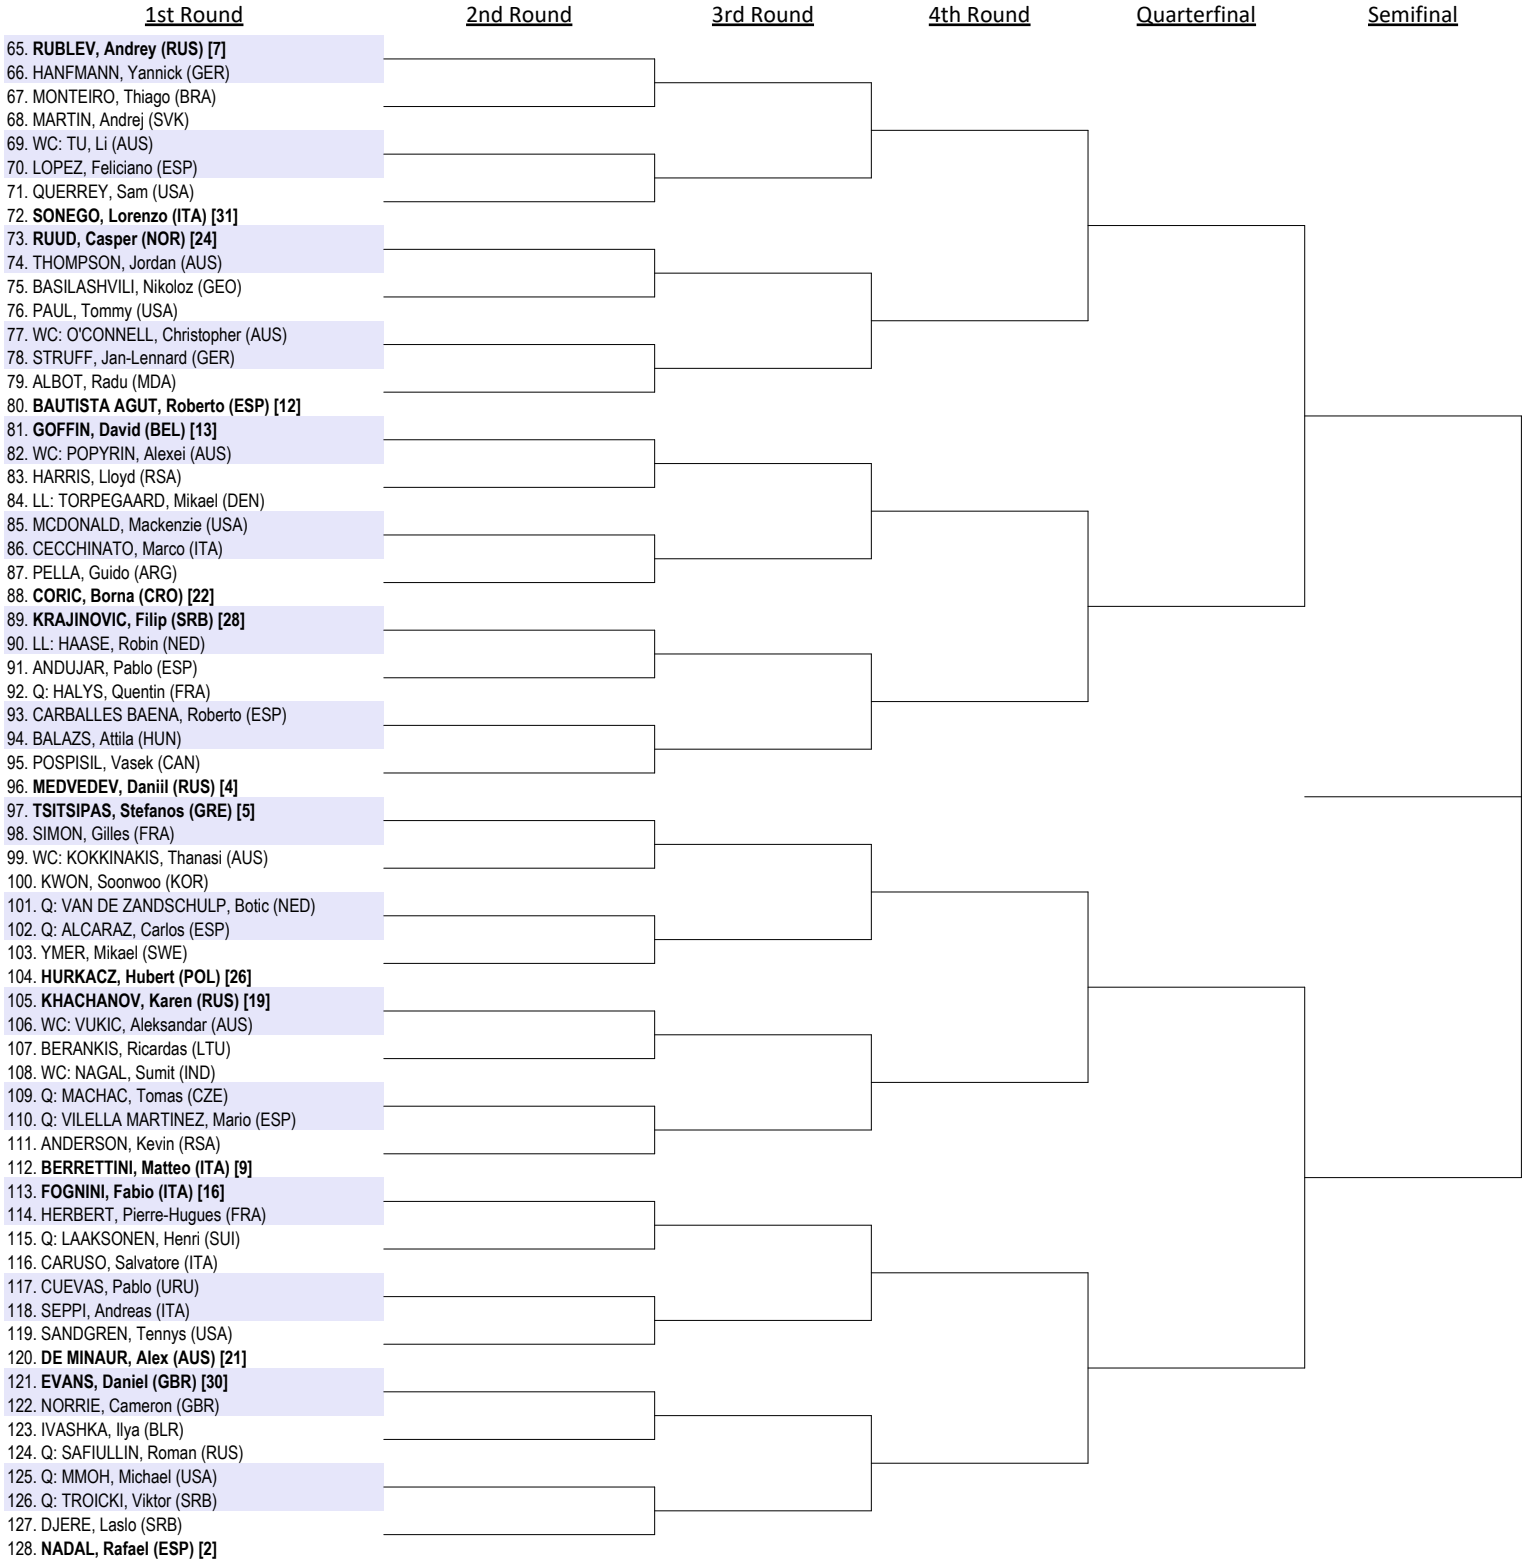 1st Round 2nd Round 3rd Round 4th Round Quarterfinal Semifinal
65. RUBLEV, Andrey (RUS) [7]
66. HANFMANN, Yannick (GER)
67. MONTEIRO, Thiago (BRA)
68. MARTIN, Andrej (SVK)
69. WC: TU, Li (AUS)
70. LOPEZ, Feliciano (ESP)
71. QUERREY, Sam (USA)
72. SONEGO, Lorenzo (ITA) [31]
73. RUUD, Casper (NOR) [24]
74. THOMPSON, Jordan (AUS)
75. BASILASHVILI, Nikoloz (GEO)
76. PAUL, Tommy (USA)
77. WC: O'CONNELL, Christopher (AUS)
78. STRUFF, Jan-Lennard (GER)
79. ALBOT, Radu (MDA)
80. BAUTISTA AGUT, Roberto (ESP) [12]
81. GOFFIN, David (BEL) [13]
82. WC: POPYRIN, Alexei (AUS)
83. HARRIS, Lloyd (RSA)
84. LL: TORPEGAARD, Mikael (DEN)
85. MCDONALD, Mackenzie (USA)
86. CECCHINATO, Marco (ITA)
87. PELLA, Guido (ARG)
88. CORIC, Borna (CRO) [22]
89. KRAJINOVIC, Filip (SRB) [28]
90. LL: HAASE, Robin (NED)
91. ANDUJAR, Pablo (ESP)
92. Q: HALYS, Quentin (FRA)
93. CARBALLES BAENA, Roberto (ESP)
94. BALAZS, Attila (HUN)
95. POSPISIL, Vasek (CAN)
96. MEDVEDEV, Daniil (RUS) [4]
97. TSITSIPAS, Stefanos (GRE) [5]
98. SIMON, Gilles (FRA)
99. WC: KOKKINAKIS, Thanasi (AUS)
100. KWON, Soonwoo (KOR)
101. Q: VAN DE ZANDSCHULP, Botic (NED)
102. Q: ALCARAZ, Carlos (ESP)
103. YMER, Mikael (SWE)
104. HURKACZ, Hubert (POL) [26]
105. KHACHANOV, Karen (RUS) [19]
106. WC: VUKIC, Aleksandar (AUS)
107. BERANKIS, Ricardas (LTU)
108. WC: NAGAL, Sumit (IND)
109. Q: MACHAC, Tomas (CZE)
110. Q: VILELLA MARTINEZ, Mario (ESP)
111. ANDERSON, Kevin (RSA)
112. BERRETTINI, Matteo (ITA) [9]
113. FOGNINI, Fabio (ITA) [16]
114. HERBERT, Pierre-Hugues (FRA)
115. Q: LAAKSONEN, Henri (SUI)
116. CARUSO, Salvatore (ITA)
117. CUEVAS, Pablo (URU)
118. SEPPI, Andreas (ITA)
119. SANDGREN, Tennys (USA)
120. DE MINAUR, Alex (AUS) [21]
121. EVANS, Daniel (GBR) [30]
122. NORRIE, Cameron (GBR)
123. IVASHKA, Ilya (BLR)
124. Q: SAFIULLIN, Roman (RUS)
125. Q: MMOH, Michael (USA)
126. Q: TROICKI, Viktor (SRB)
127. DJERE, Laslo (SRB)
128. NADAL, Rafael (ESP) [2]